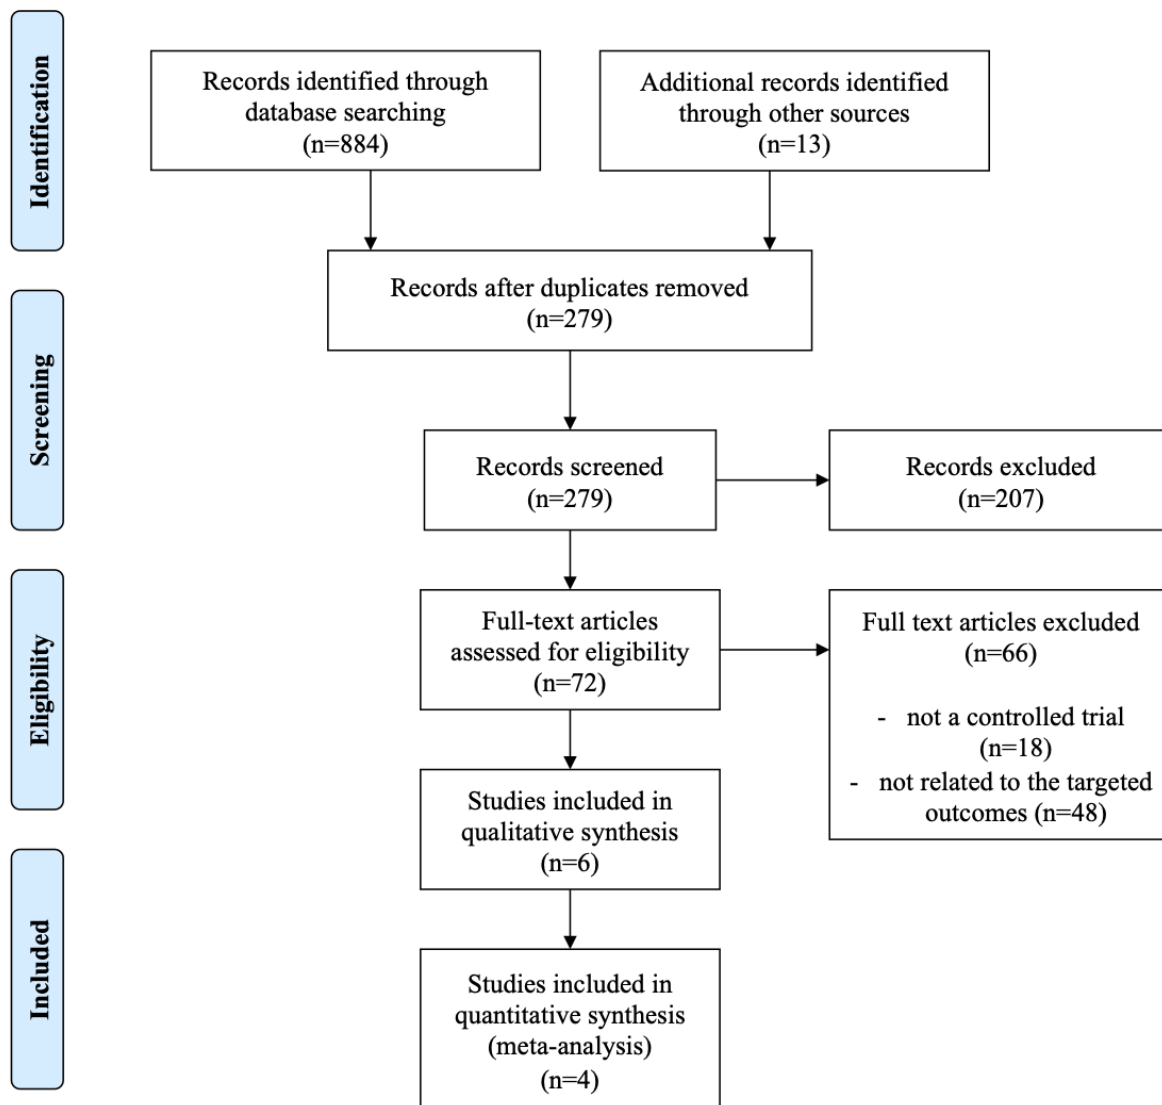 Identification
Records identified through
database searching
(n=884)
Additional records identified
through other sources
(n=13)
Records after duplicates removed
(n=279)
Screening
Records screened
(n=279)
Records excluded
(n=207)
Eligibility
Full-text articles
assessed for eligibility
(n=72)
Full text articles excluded
(n=66)
- not a controlled trial
(n=18)
- not related to the targeted
outcomes (n=48)
Studies included in
qualitative synthesis
(n=6)
Included
Studies included in
quantitative synthesis
(meta-analysis)
(n=4)